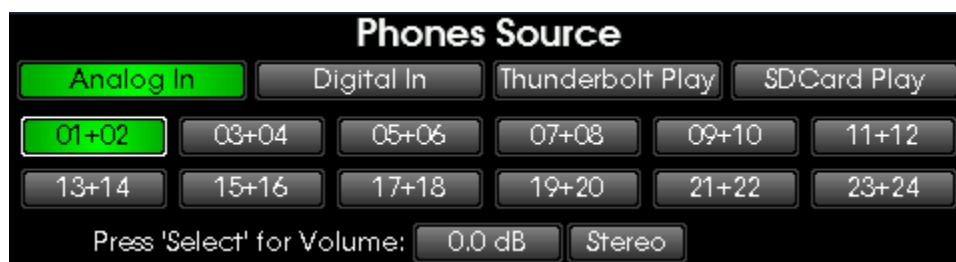 Phones Source
Analog In Digital In Thunderbolt Play SDCard Play
01+02 03+04 05+06 07+08 09+10 11+12
13+14 15+16 17+18 19+20 21+22 23+24
Press 'Select' for Volume: 0.0 dB Stereo